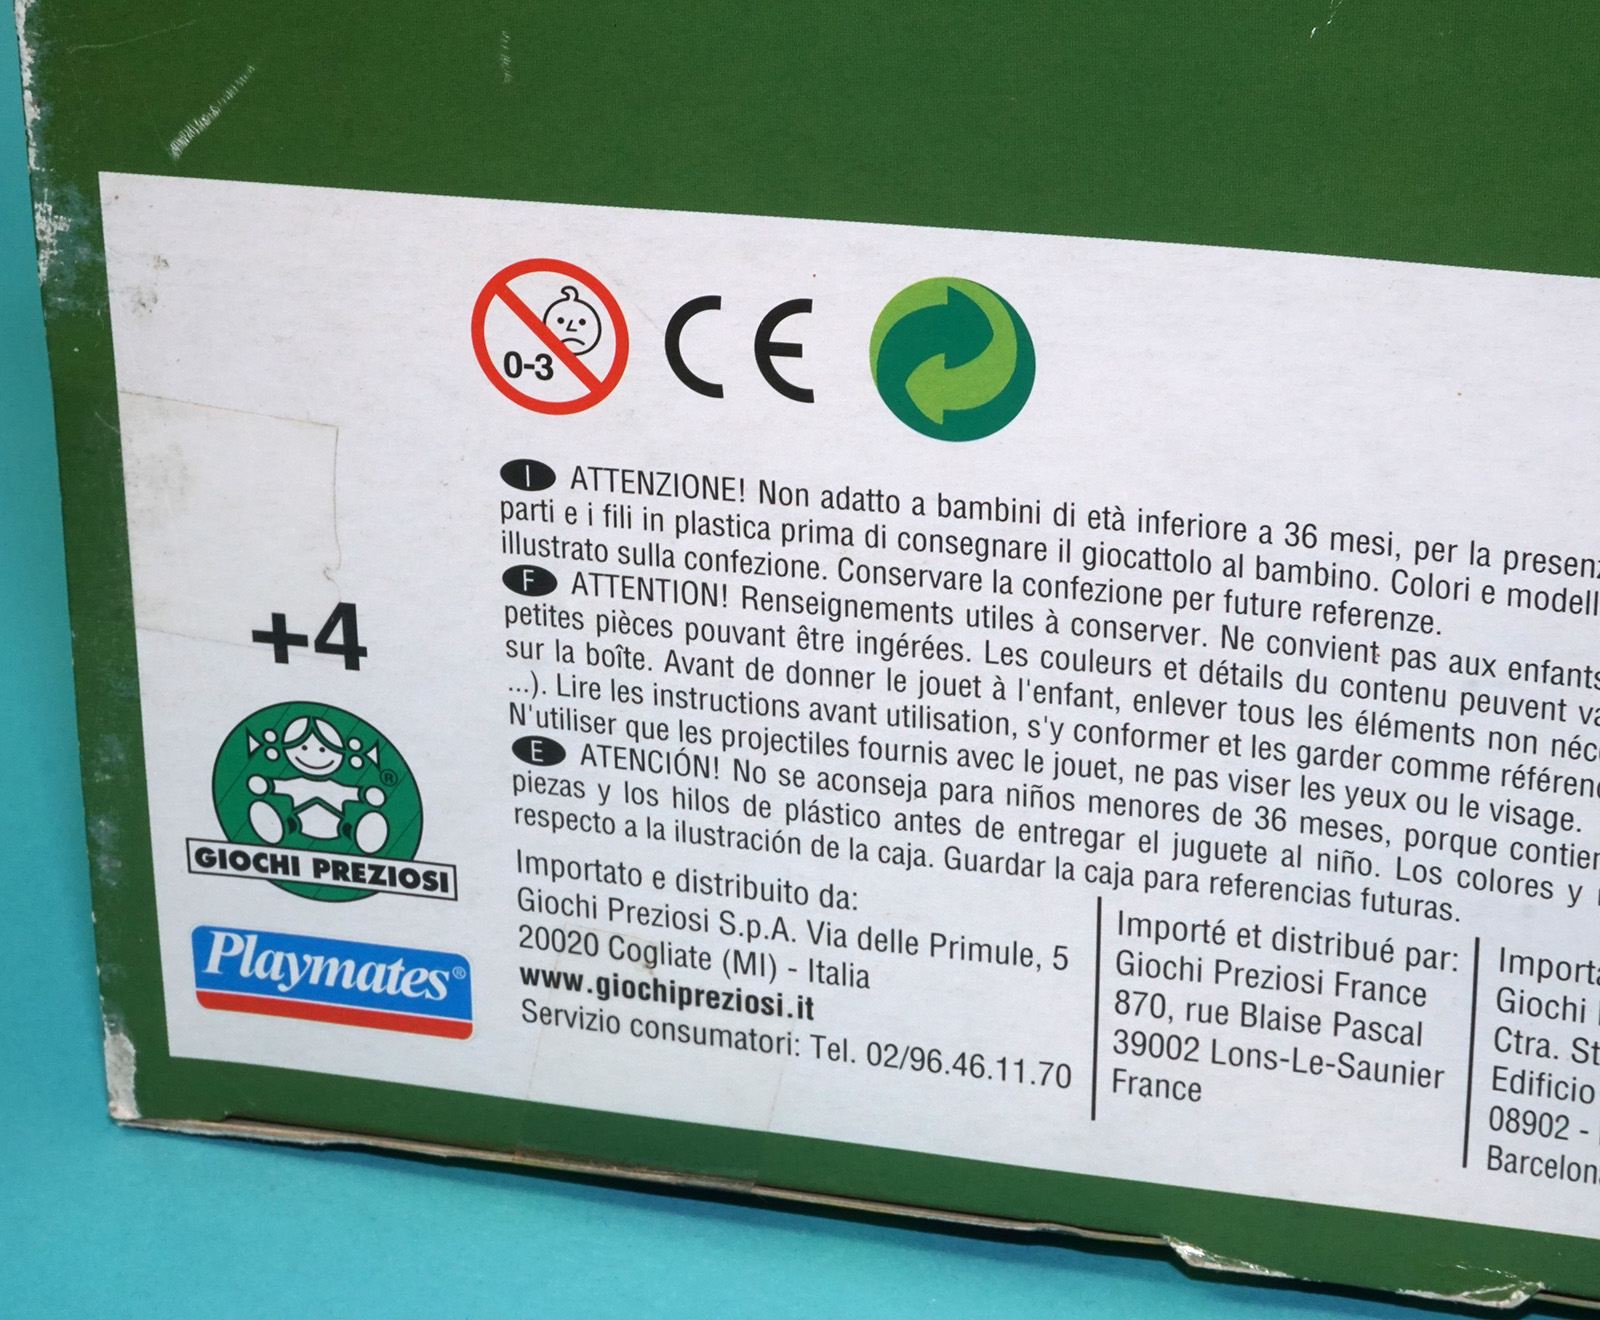 0-3
CE
I ATTENZIONE! Non adatto a bambini di età inferiore a 36 mesi, per la
parti e i fili in plastica prima di consegnare il giocattolo al bambino. Colori e
illustrato sulla confezione. Conservare la confezione per future referenze.
F ATTENTION! Renseignements utiles à conserver. Ne convient pas aux enfants
petites pièces pouvant être ingérées. Les couleurs et détails du contenu peuvent
sur la boîte. Avant de donner le jouet à l'enfant, enlever tous les éléments non
...). Lire les instructions avant utilisation, s'y conformer et les garder comme
N'utiliser que les projectiles fournis avec le jouet, ne pas viser les yeux ou le visage.
E ATENCIÓN! No se aconseja para niños menores de 36 meses, porque
piezas y los hilos de plástico antes de entregar el juguete al niño. Los colores y
respecto a la ilustración de la caja. Guardar la caja para referencias futuras.
+4
GIOCHI PREZIOSI
®
Playmates®
Importato e distribuito da:
Giochi Preziosi S.p.A. Via delle Primule, 5
20020 Cogliate (MI) - Italia
www.giochipreziosi.it
Servizio consumatori: Tel. 02/96.46.11.70
Importé et distribué par:
Giochi Preziosi France
870, rue Blaise Pascal
39002 Lons-Le-Saunier
France
Giochi
Ctra.
Edificio
08902 -